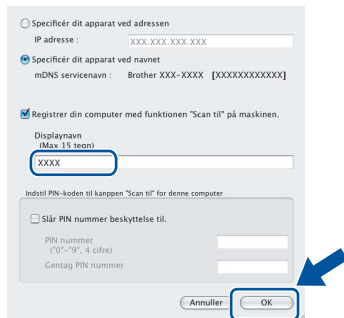 Specificér dit apparat ved adressen
IP adresse : XXX.XXX.XXX.XXX
Specificér dit apparat ved navnet
mDNS servicenavn : Brother XXX-XXXX [XXXXXXXXXXXX]
Registrer din computer med funktionen "Scan til" på maskinen.
Displaynavn
(Max 15 tegn)
XXXX
Indstil PIN-koden til kanppen "Scan til" for denne computer
Slår PIN nummer beskyttelse til.
PIN nummer
("0"-"9", 4 cifre)
Gentag PIN nummer
Annuller OK